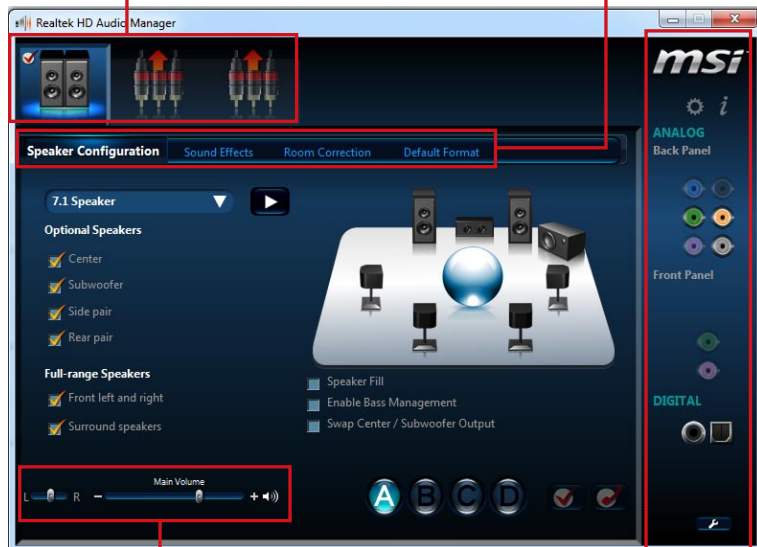 Realtek HD Audio Manager
msi
i
ANALOG
Back Panel
Speaker Configuration Sound Effects Room Correction Default Format
7.1 Speaker
Optional Speakers
Center
Subwoofer
Side pair
Rear pair
Front Panel
Full-range Speakers
Front left and right
Surround speakers
Speaker Fill
Enable Bass Management
Swap Center / Subwoofer Output
DIGITAL
Main Volume
L R - +
A B C D